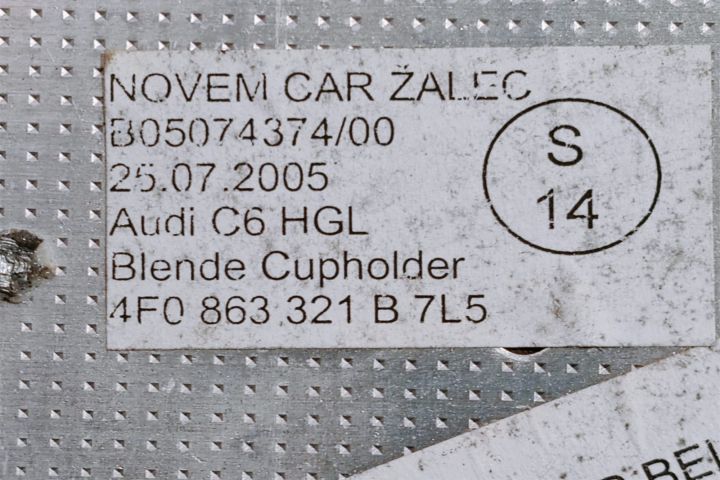 NOVEM CAR ŽALEC
B05074374/00
25.07.2005
Audi C6 HGL
Blende Cupholder
4F0 863 321 B 7L5
S
14